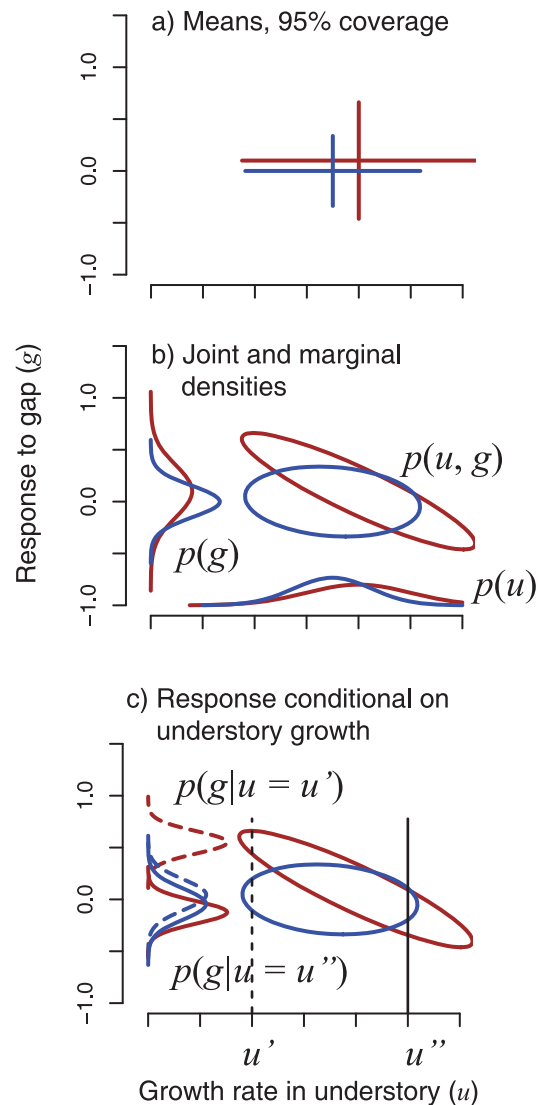 a) Means, 95% coverage
1.0
0.0
−1.0
b) Joint and marginal
densities
1.0
0.0
−1.0
Response to gap (g)
p(u, g)
p(g)
p(u)
c) Response conditional on
understory growth
1.0
0.0
−1.0
p(g|u = u’)
p(g|u = u’’)
u’
u’’
Growth rate in understory (u)